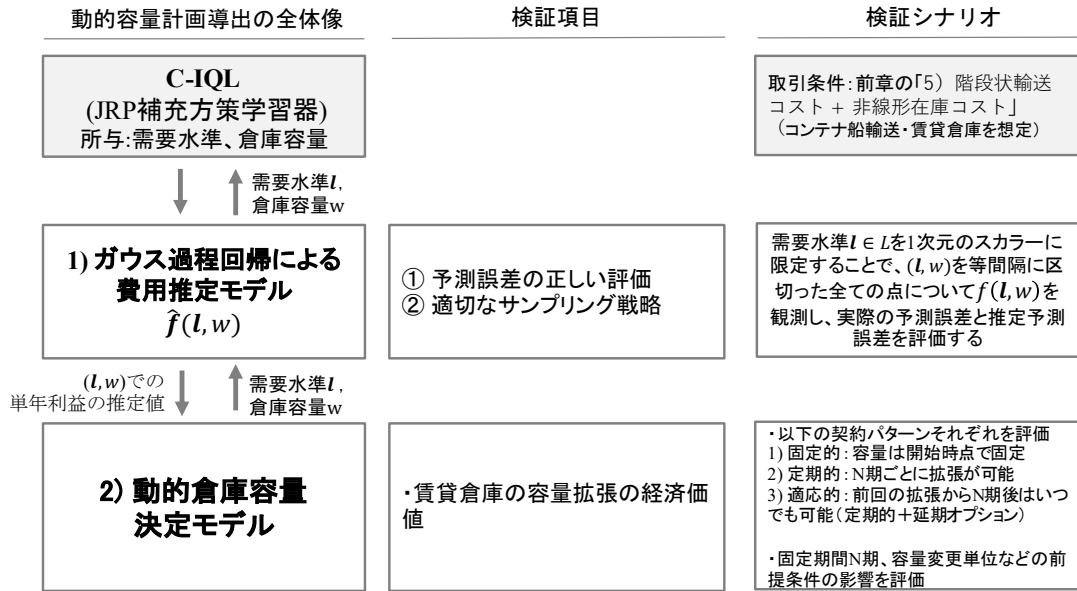 動的容量計画導出の全体像
検証項目
検証シナリオ
C-IQL
(JRP補充方策学習器)
所与:需要水準、倉庫容量
取引条件:前章の「5) 階段状輸送
コスト + 非線形在庫コスト」
(コンテナ船輸送・賃貸倉庫を想定)
需要水準l,
倉庫容量w
1) ガウス過程回帰による
費用推定モデル
f̂(l, w)
① 予測誤差の正しい評価
② 適切なサンプリング戦略
需要水準l ∈ Lを1次元のスカラーに
限定することで、(l, w)を等間隔に区
切った全ての点についてf(l, w)を
観測し、実際の予測誤差と推定予測
誤差を評価する
(l, w)での
単年利益の推定値
需要水準l,
倉庫容量w
2) 動的倉庫容量
決定モデル
・賃貸倉庫の容量拡張の経済価
値
・以下の契約パターンそれぞれを評価
1) 固定的:容量は開始時点で固定
2) 定期的:N期ごとに拡張が可能
3) 適応的:前回の拡張からN期後はいつ
でも可能(定期的+延期オプション)
・固定期間N期、容量変更単位などの前
提条件の影響を評価